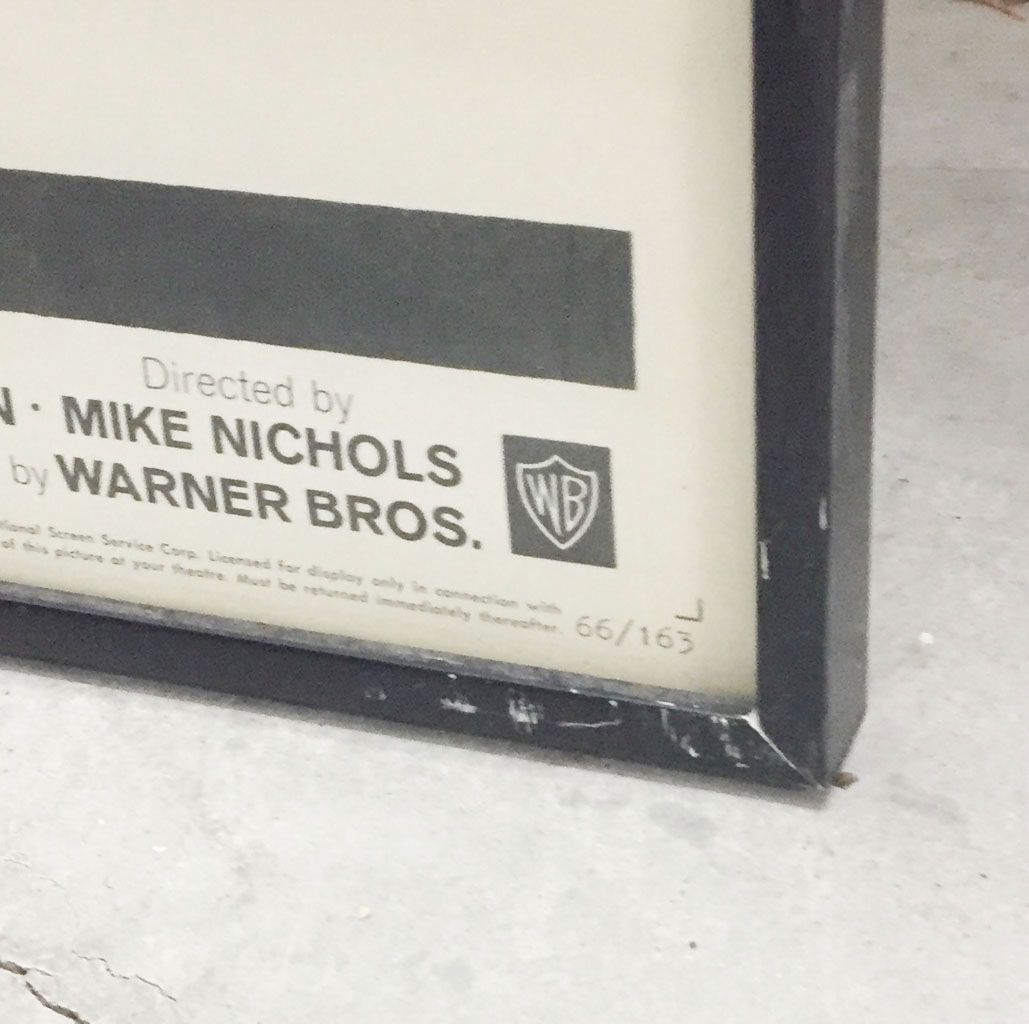 Directed by
N · MIKE NICHOLS
by WARNER BROS.
WB
tional Screen Service Corp. Licensed for display only in connection with
of this picture at your theatre. Must be returned immediately thereafter.
66/163